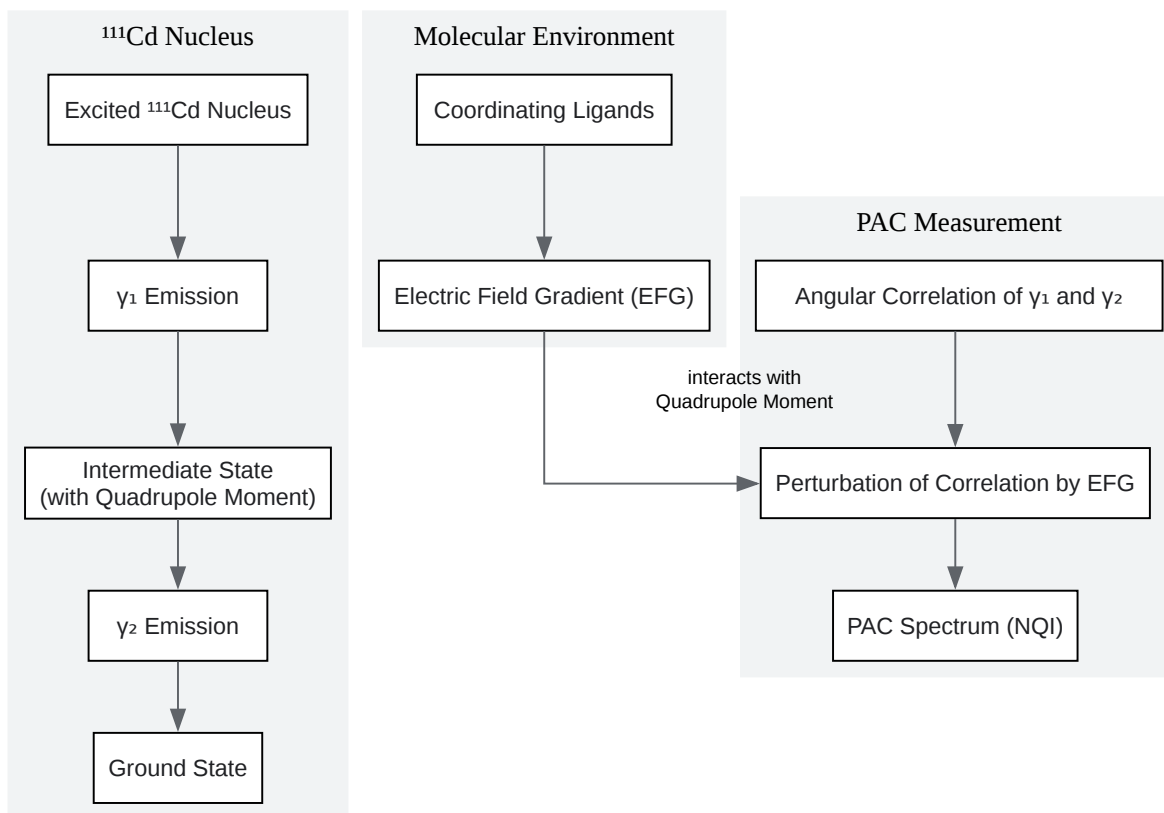 ¹¹¹Cd Nucleus
Excited ¹¹¹Cd Nucleus
γ₁ Emission
Intermediate State
(with Quadrupole Moment)
γ₂ Emission
Ground State
Molecular Environment
Coordinating Ligands
Electric Field Gradient (EFG)
interacts with
Quadrupole Moment
PAC Measurement
Angular Correlation of γ₁ and γ₂
Perturbation of Correlation by EFG
PAC Spectrum (NQI)